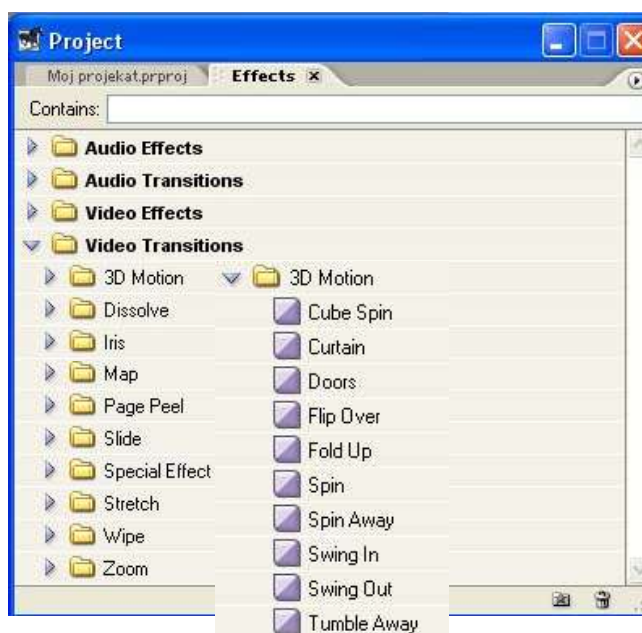 Project
Moj projekat.prproj
Effects x
Contains:
Audio Effects
Audio Transitions
Video Effects
Video Transitions
3D Motion
Dissolve
Iris
Map
Page Peel
Slide
Special Effect
Stretch
Wipe
Zoom
3D Motion
Cube Spin
Curtain
Doors
Flip Over
Fold Up
Spin
Spin Away
Swing In
Swing Out
Tumble Away